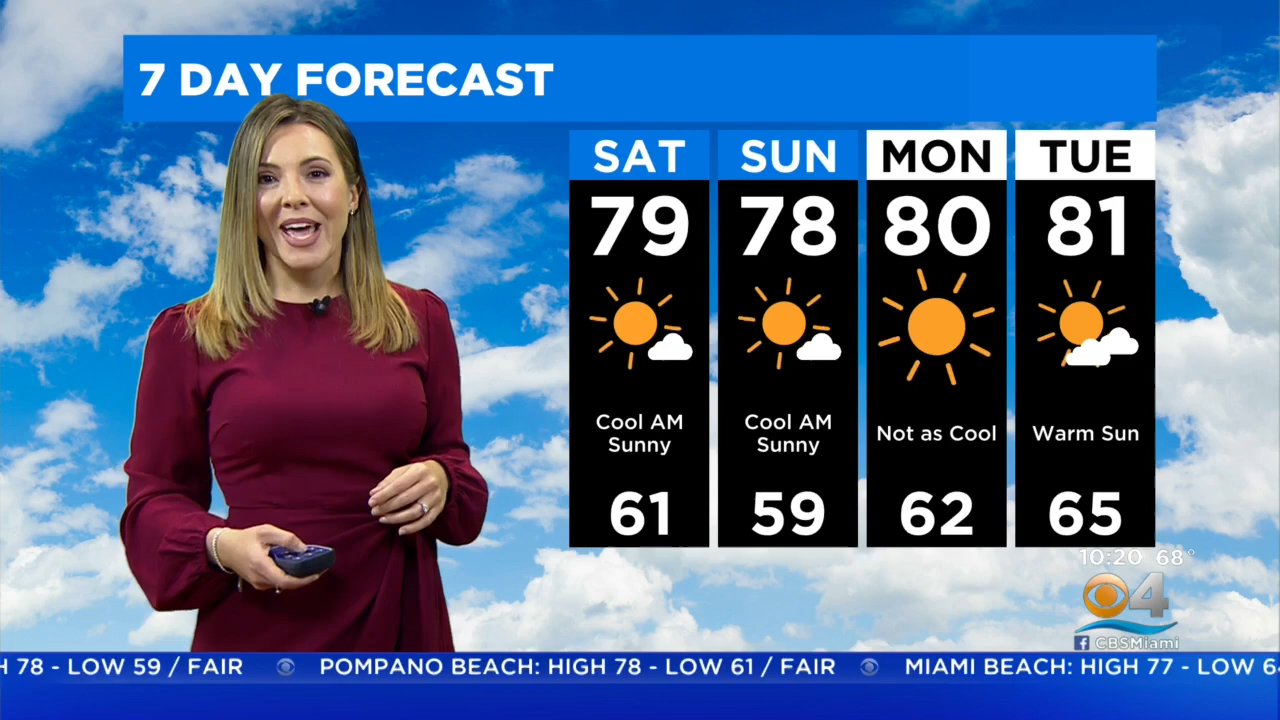 7 DAY FORECAST
SAT SUN MON TUE
79 78 80 81
Cool AM Sunny
Cool AM Sunny
Not as Cool
Warm Sun
61 59 62 65
10:20 68°
4
f CBSMiami
H 78 - LOW 59 / FAIR POMPANO BEACH: HIGH 78 - LOW 61 / FAIR MIAMI BEACH: HIGH 77 - LOW 6